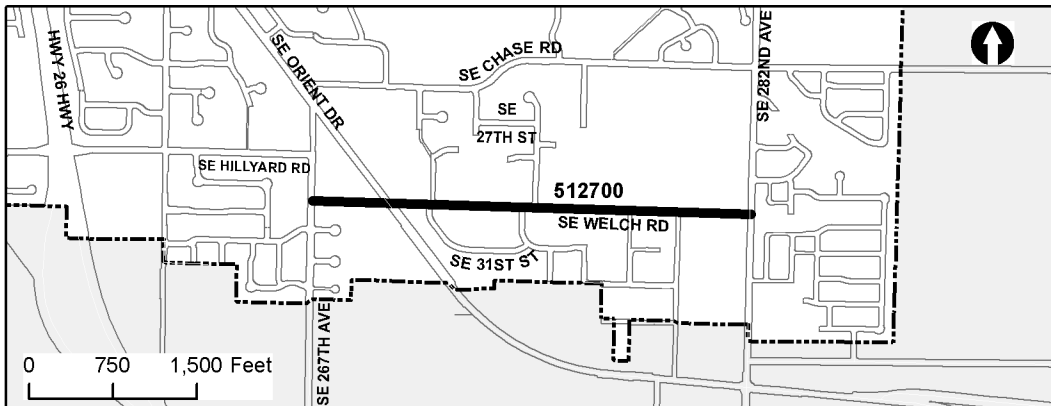 HWY 26 HWY
SE ORIENT DR
SE CHASE RD
SE 282ND AVE
SE
27TH ST
SE HILLYARD RD
512700
SE WELCH RD
SE 31ST ST
SE 267TH AVE
0 750 1,500 Feet